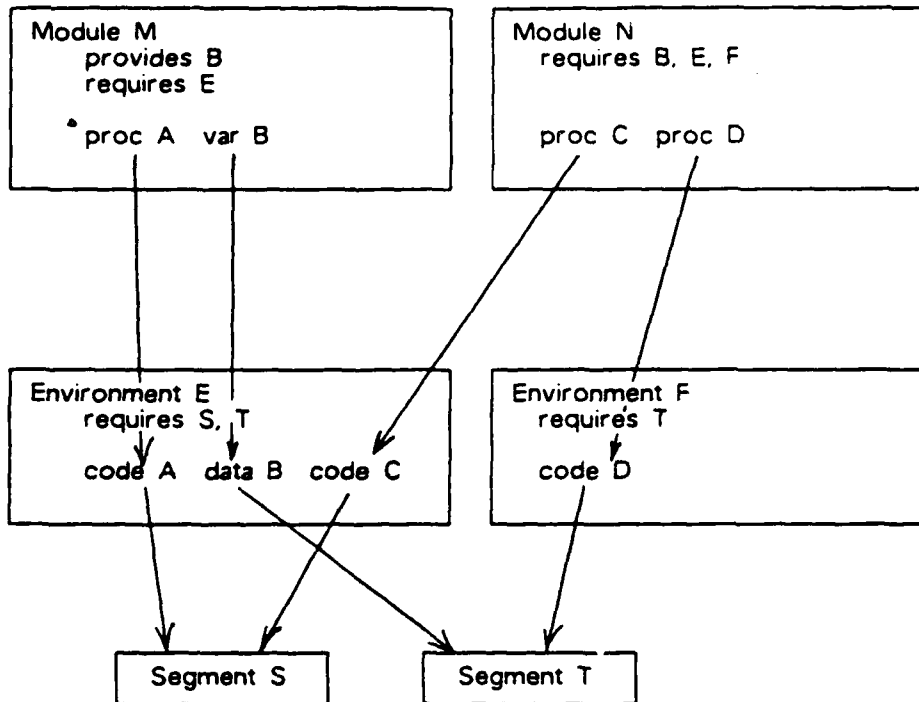 Module M
provides B
requires E
proc A var B
Module N
requires B, E, F
proc C proc D
Environment E
requires S, T
code A data B code C
Environment F
requires T
code D
Segment S
Segment T